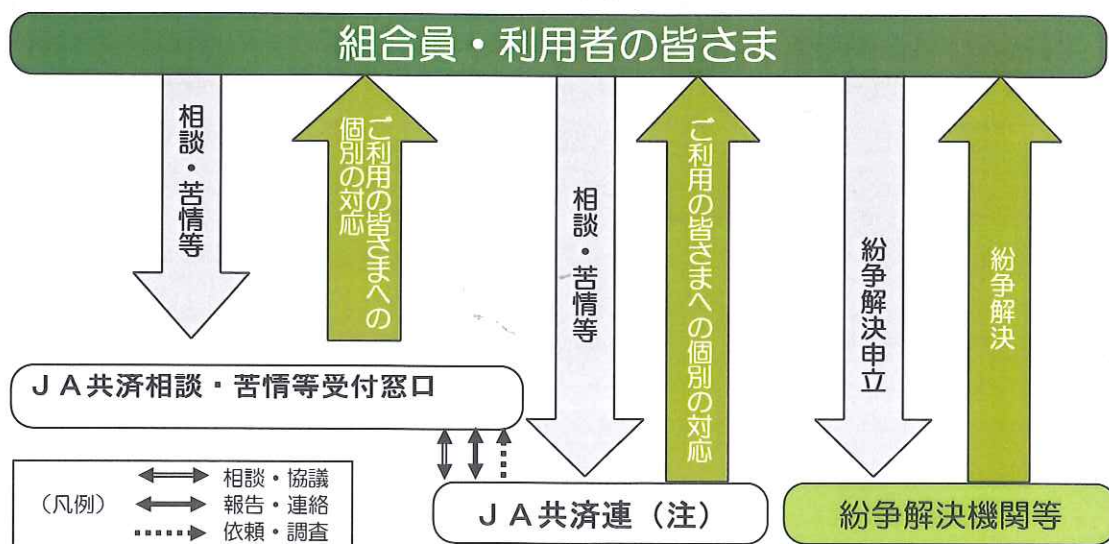 組合員・利用者の皆さま
相談・苦情等
ご利用の皆さまへの
個別の対応
相談・苦情等
ご利用の皆さまへの個別の対応
紛争解決申立
紛争解決
ＪＡ共済相談・苦情等受付窓口
(凡例)
相談・協議
報告・連絡
依頼・調査
ＪＡ共済連（注）
紛争解決機関等